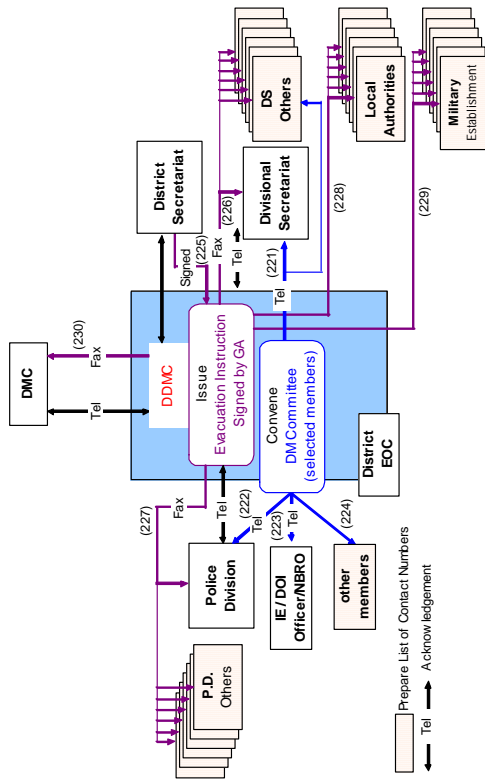 DMC
(230)
Fax
Tel
District
Secretariat
Signed
(225)
Fax
(226)
Tel
DS
Others
Divisional
Secretariat
(221)
Tel
(228)
Local
Authorities
(229)
Military
Establishment
DDMC
Issue
Evacuation Instruction
Signed by GA
Convene
DM Committee
(selected members)
District
EOC
(227)
Fax
Tel
(222)
Tel
(223)
Tel
(224)
Police
Division
IE / DOI
Officer/NBRO
other
members
P.D.
Others
Prepare List of Contact Numbers
Tel
Acknow ledgement